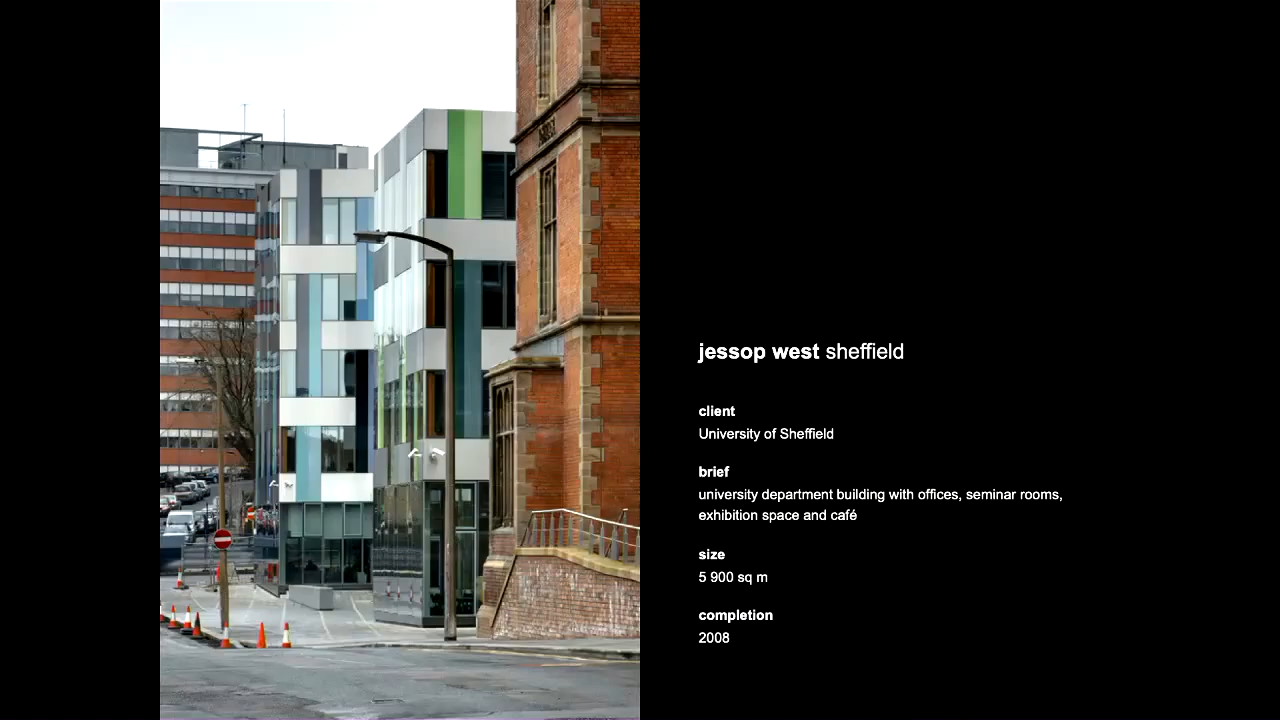 jessop west sheffield
client
University of Sheffield
brief
university department building with offices, seminar rooms,
exhibition space and café
size
5 900 sq m
completion
2008